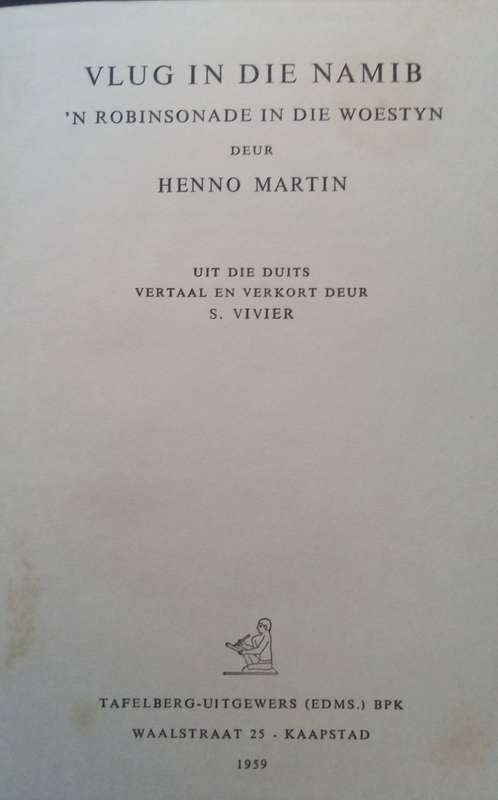 VLUG IN DIE NAMIB
'N ROBINSONADE IN DIE WOESTYN
DEUR
HENNO MARTIN
UIT DIE DUITS
VERTAAL EN VERKORT DEUR
S. VIVIER
TAFELBERG-UITGEWERS (EDMS.) BPK
WAALSTRAAT 25 - KAAPSTAD
1959